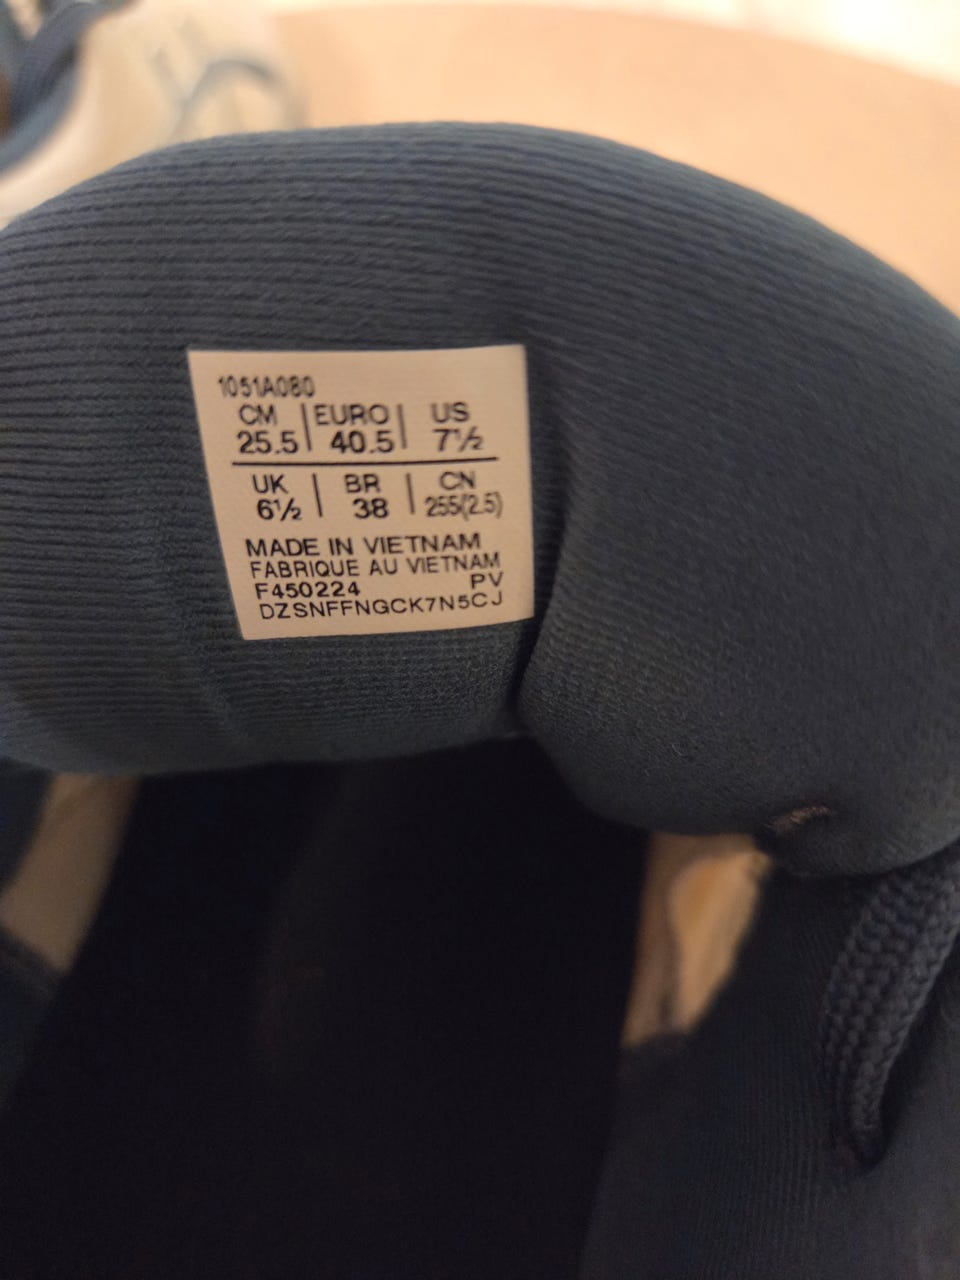 1051A080
CM | EURO | US
25.5 | 40.5 | 7½
UK | BR | CN
6½ | 38 | 255(2.5)
MADE IN VIETNAM
FABRIQUE AU VIETNAM
F450224 PV
DZSNFFNGCK7N5CJ